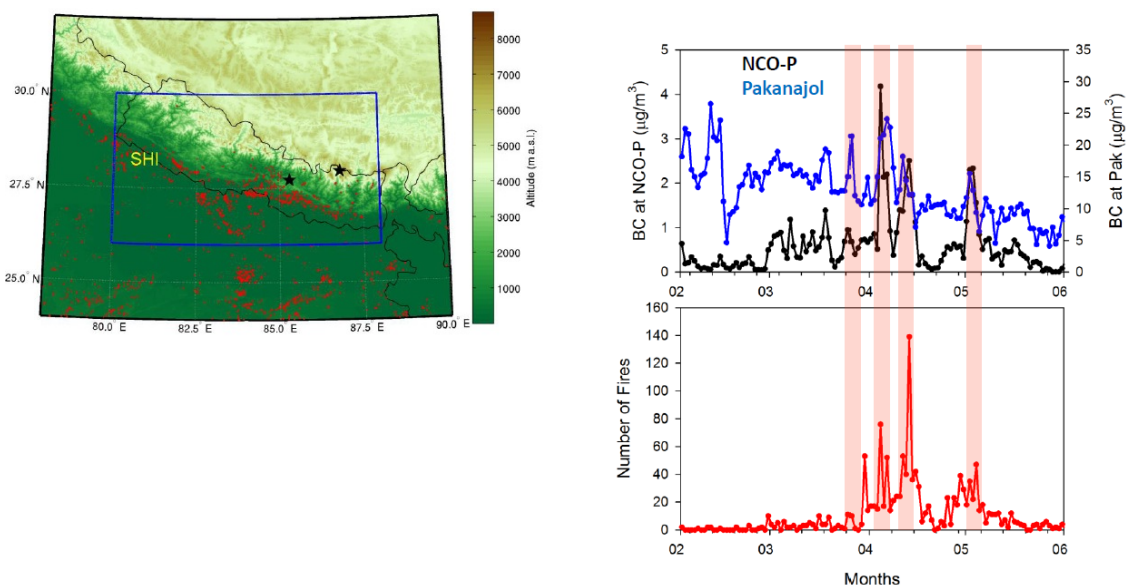 30.0° N
27.5° N
25.0° N
80.0° E
82.5° E
85.0° E
87.5° E
90.0° E
SHI
8000
7000
6000
5000
4000
3000
2000
1000
Altitude (m a.s.l.)
NCO-P
Pakanajol
BC at NCO-P (µg/m³)
5
4
3
2
1
0
BC at Pak (µg/m³)
35
30
25
20
15
10
5
0
02 03 04 05 06
Number of Fires
160
140
120
100
80
60
40
20
0
02 03 04 05 06
Months